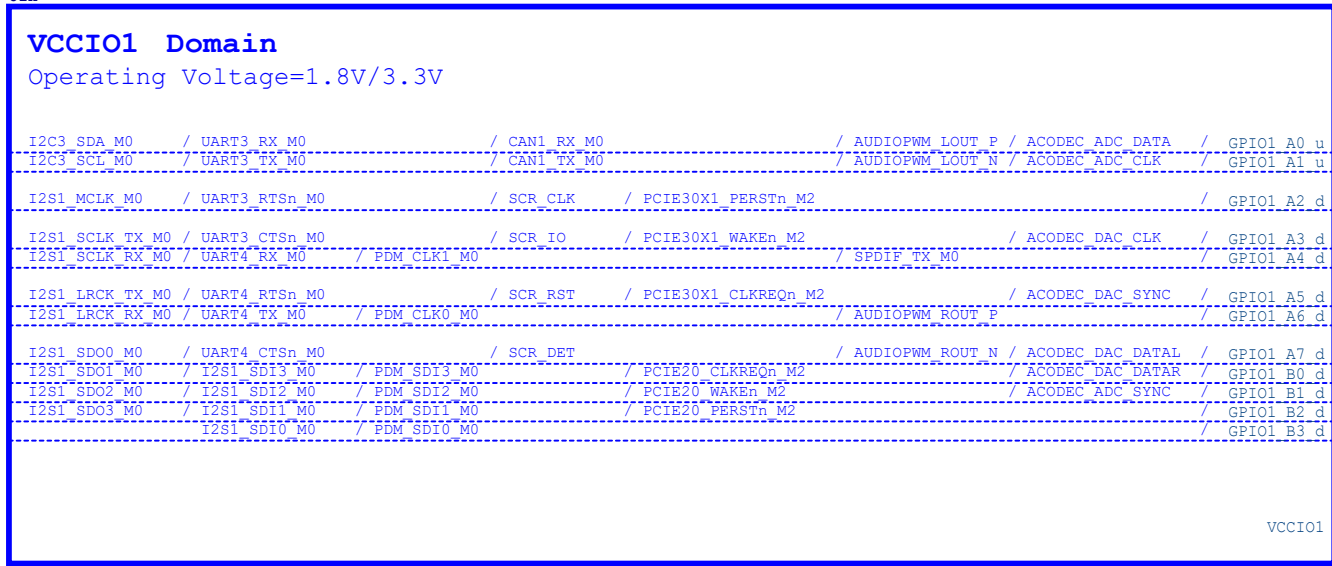 VCCIO1 Domain
Operating Voltage=1.8V/3.3V
I2C3_SDA_M0 / UART3_RX_M0 / CAN1_RX_M0 / AUDIOPWM_LOUT_P / ACODEC_ADC_DATA / GPIO1_A0_u
I2C3_SCL_M0 / UART3_TX_M0 / CAN1_TX_M0 / AUDIOPWM_LOUT_N / ACODEC_ADC_CLK / GPIO1_A1_u
I2S1_MCLK_M0 / UART3_RTSn_M0 / SCR_CLK / PCIE30X1_PERSTn_M2 / GPIO1_A2_d
I2S1_SCLK_TX_M0 / UART3_CTSn_M0 / SCR_IO / PCIE30X1_WAKEn_M2 / ACODEC_DAC_CLK / GPIO1_A3_d
I2S1_SCLK_RX_M0 / UART4_RX_M0 / PDM_CLK1_M0 / SPDIF_TX_M0 / GPIO1_A4_d
I2S1_LRCK_TX_M0 / UART4_RTSn_M0 / SCR_RST / PCIE30X1_CLKREQn_M2 / ACODEC_DAC_SYNC / GPIO1_A5_d
I2S1_LRCK_RX_M0 / UART4_TX_M0 / PDM_CLK0_M0 / AUDIOPWM_ROUT_P / GPIO1_A6_d
I2S1_SDO0_M0 / UART4_CTSn_M0 / SCR_DET / AUDIOPWM_ROUT_N / ACODEC_DAC_DATAL / GPIO1_A7_d
I2S1_SDO1_M0 / I2S1_SDI3_M0 / PDM_SDI3_M0 / PCIE20_CLKREQn_M2 / ACODEC_DAC_DATAR / GPIO1_B0_d
I2S1_SDO2_M0 / I2S1_SDI2_M0 / PDM_SDI2_M0 / PCIE20_WAKEn_M2 / ACODEC_ADC_SYNC / GPIO1_B1_d
I2S1_SDO3_M0 / I2S1_SDI1_M0 / PDM_SDI1_M0 / PCIE20_PERSTn_M2 / GPIO1_B2_d
I2S1_SDI0_M0 / PDM_SDI0_M0 / GPIO1_B3_d
VCCIO1